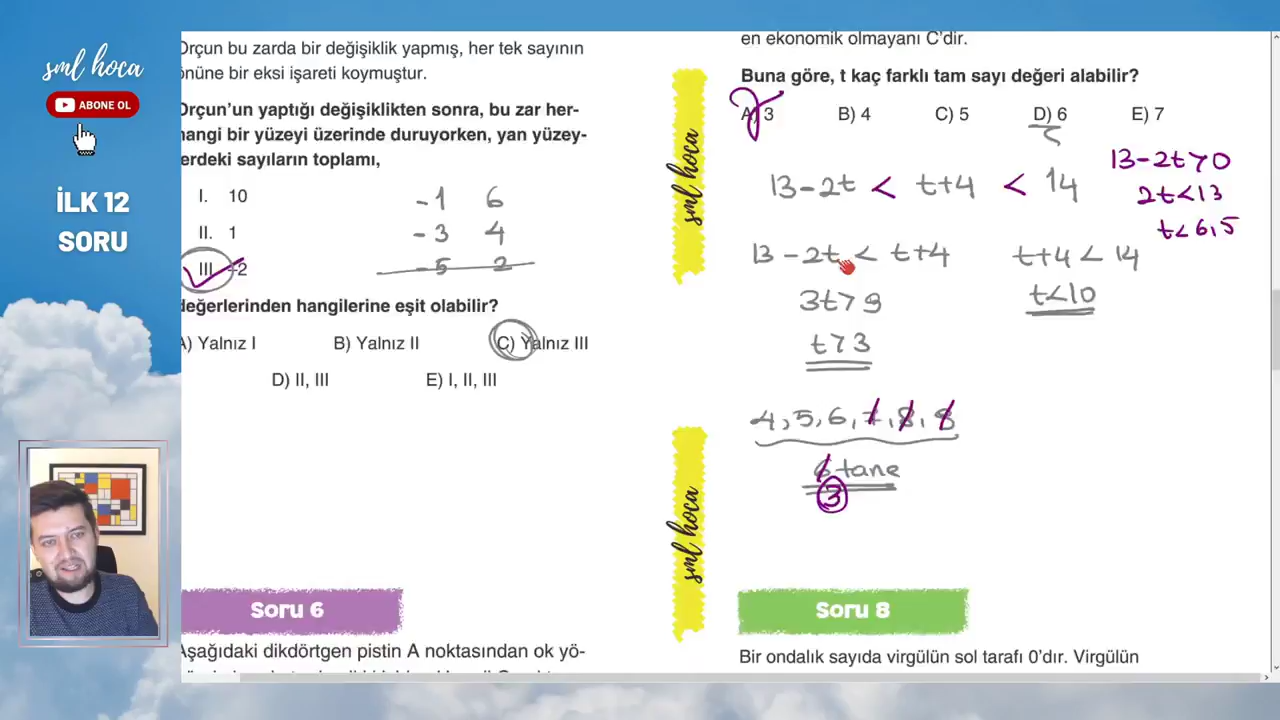 sml hoca
ABONE OL
İLK 12
SORU
Orçun bu zarda bir değişiklik yapmış, her tek sayının
önüne bir eksi işareti koymuştur.
Orçun'un yaptığı değişiklikten sonra, bu zar her-
hangi bir yüzeyi üzerinde duruyorken, yan yüzey-
erdeki sayıların toplamı,
I. 10
II. 1
III. -2
-1 6
-3 4
-5 2
değerlerinden hangilerine eşit olabilir?
A) Yalnız I B) Yalnız II C) Yalnız III
D) II, III E) I, II, III
Soru 6
Aşağıdaki dikdörtgen pistin A noktasından ok yö-
en ekonomik olmayanı C'dir.
Buna göre, t kaç farklı tam sayı değeri alabilir?
A) 3 B) 4 C) 5 D) 6 E) 7
13-2t < t+4 < 14
13-2t>0
2t<13
t<6,5
13-2t < t+4
3t>9
t>3
t+4 < 14
t<10
4,5,6,7,8,9
6 tane
3
sml hoca
sml hoca
Soru 8
Bir ondalık sayıda virgülün sol tarafı 0'dır. Virgülün